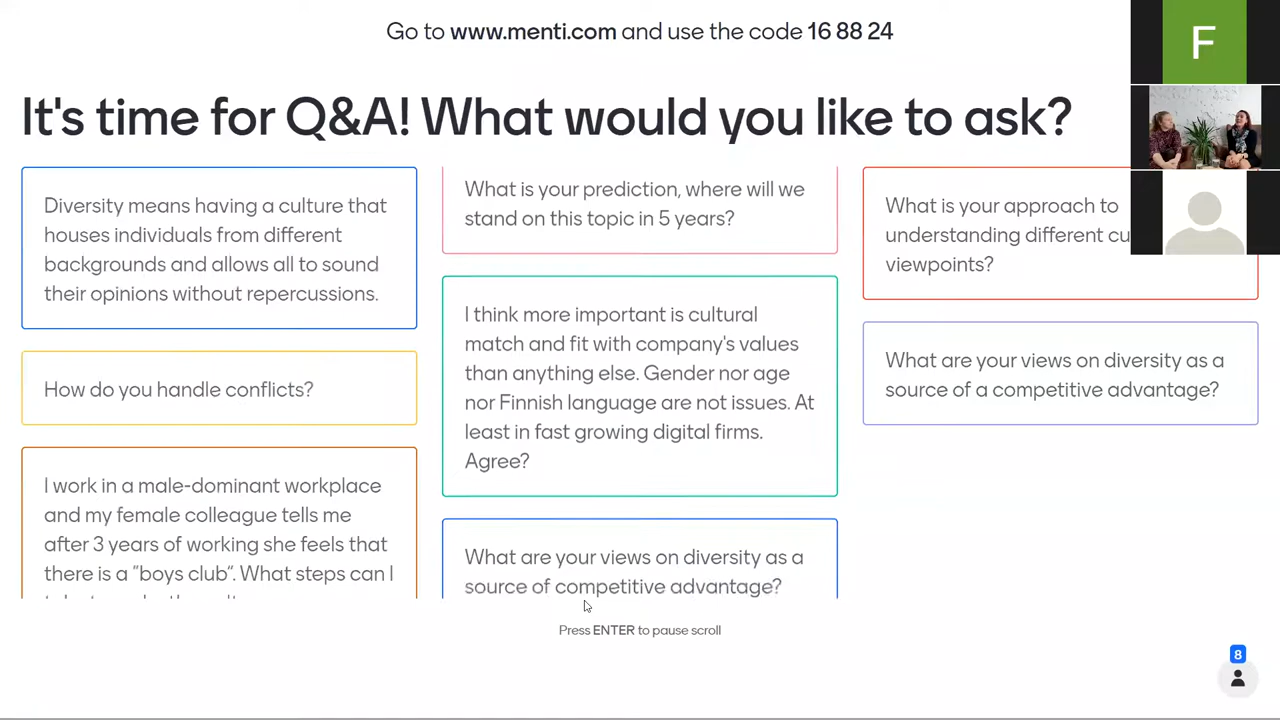 Go to www.menti.com and use the code 16 88 24
F
It's time for Q&A! What would you like to ask?
Diversity means having a culture that
houses individuals from different
backgrounds and allows all to sound
their opinions without repercussions.
How do you handle conflicts?
I work in a male-dominant workplace
and my female colleague tells me
after 3 years of working she feels that
there is a "boys club". What steps can I
What is your prediction, where will we
stand on this topic in 5 years?
I think more important is cultural
match and fit with company's values
than anything else. Gender nor age
nor Finnish language are not issues. At
least in fast growing digital firms.
Agree?
What are your views on diversity as a
source of competitive advantage?
What is your approach to
understanding different cu
viewpoints?
What are your views on diversity as a
source of a competitive advantage?
Press ENTER to pause scroll
8